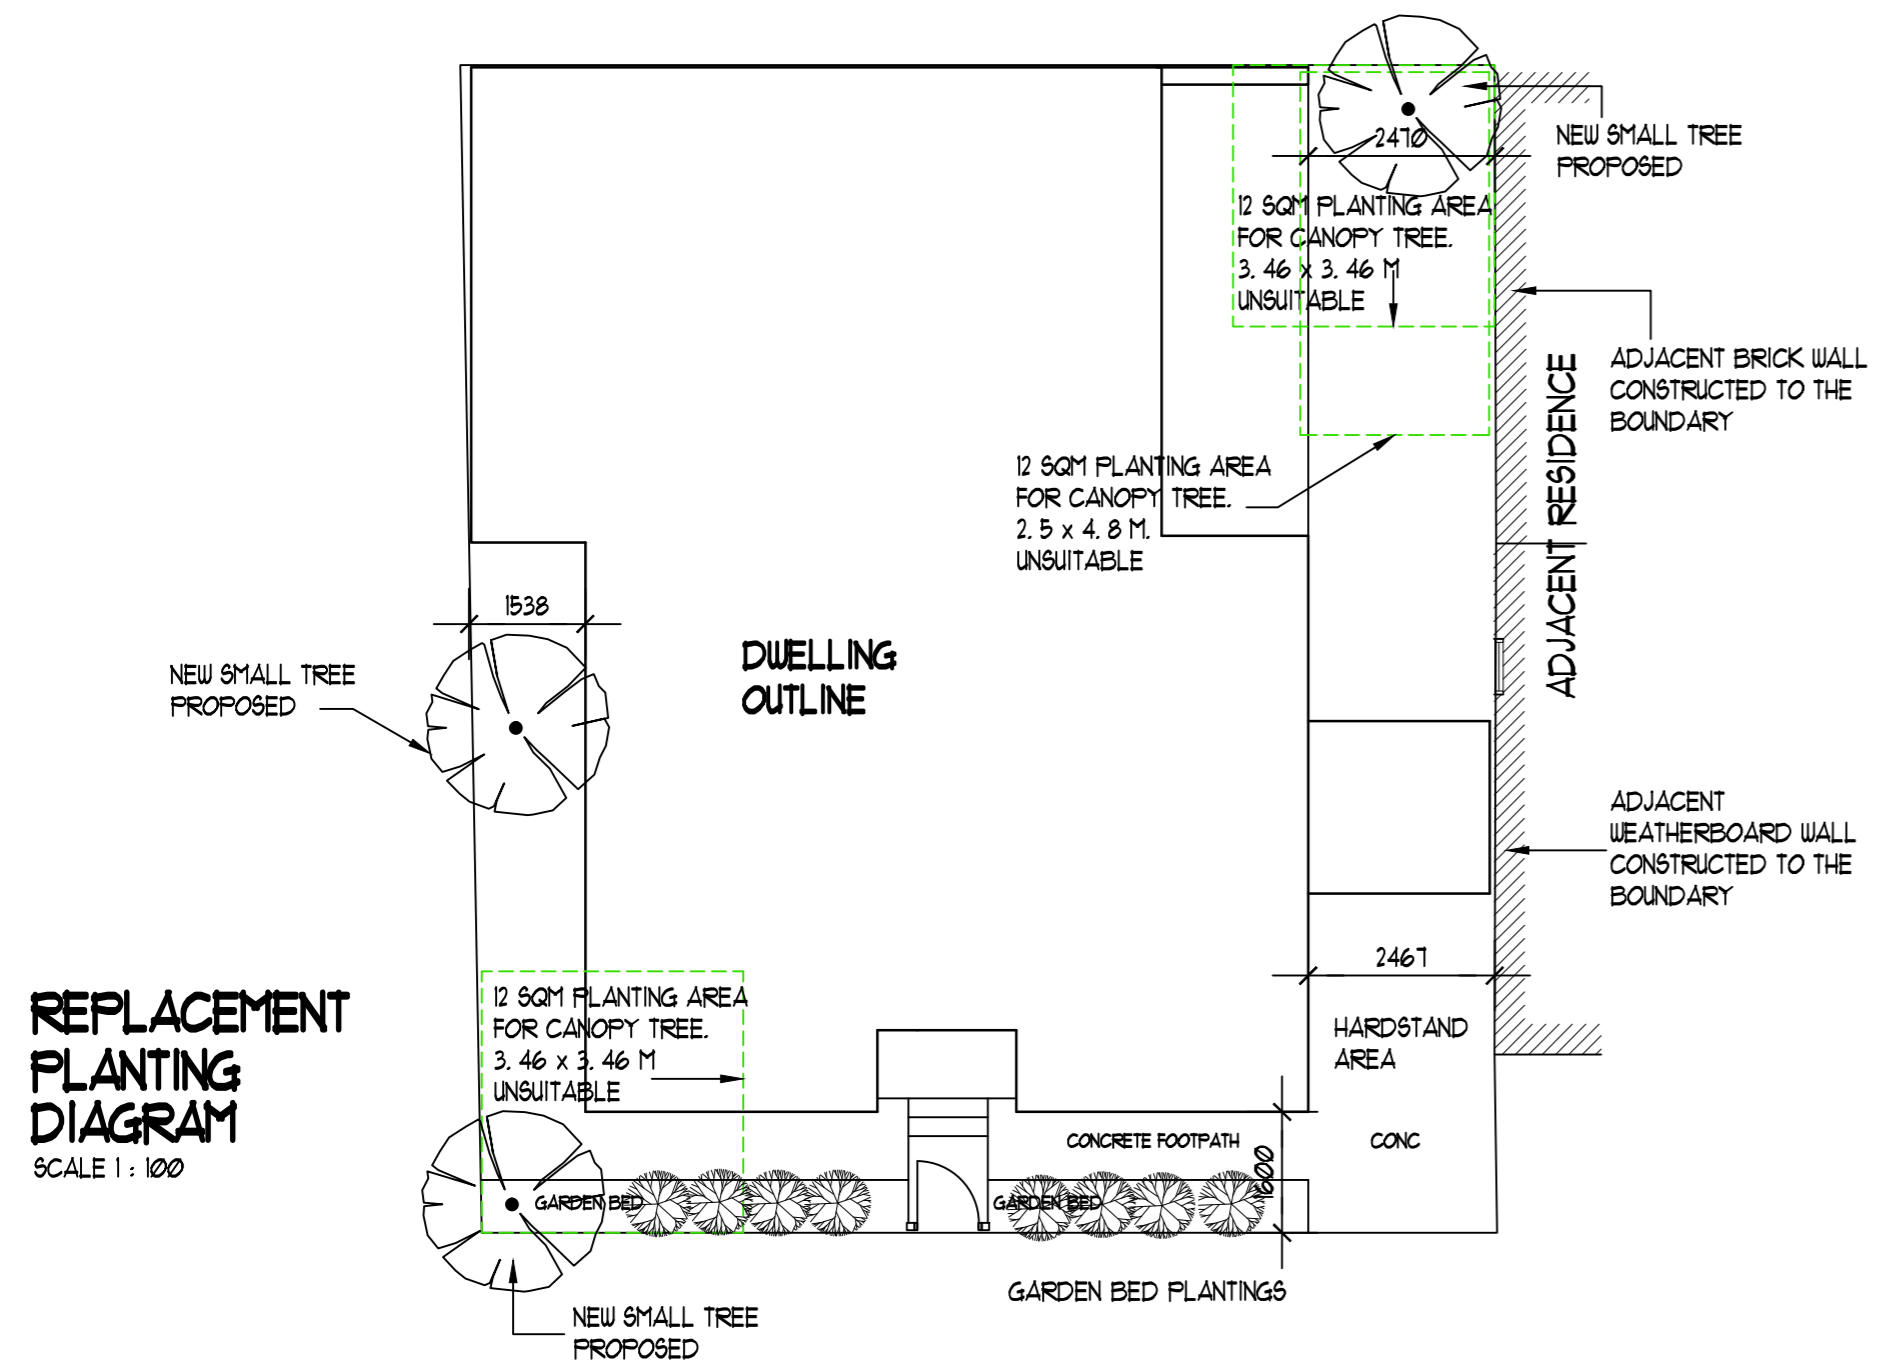 2470
NEW SMALL TREE
PROPOSED
12 SQM PLANTING AREA
FOR CANOPY TREE.
3.46 x 3.46 M
UNSUITABLE
ADJACENT BRICK WALL
CONSTRUCTED TO THE
BOUNDARY
ADJACENT RESIDENCE
12 SQM PLANTING AREA
FOR CANOPY TREE.
2.5 x 4.8 M.
UNSUITABLE
1538
NEW SMALL TREE
PROPOSED
DWELLING
OUTLINE
ADJACENT
WEATHERBOARD WALL
CONSTRUCTED TO THE
BOUNDARY
2467
HARDSTAND
AREA
REPLACEMENT
PLANTING
DIAGRAM
SCALE 1 : 100
12 SQM PLANTING AREA
FOR CANOPY TREE.
3.46 x 3.46 M
UNSUITABLE
CONCRETE FOOTPATH
CONC
1600
GARDEN BED
GARDEN BED
GARDEN BED PLANTINGS
NEW SMALL TREE
PROPOSED